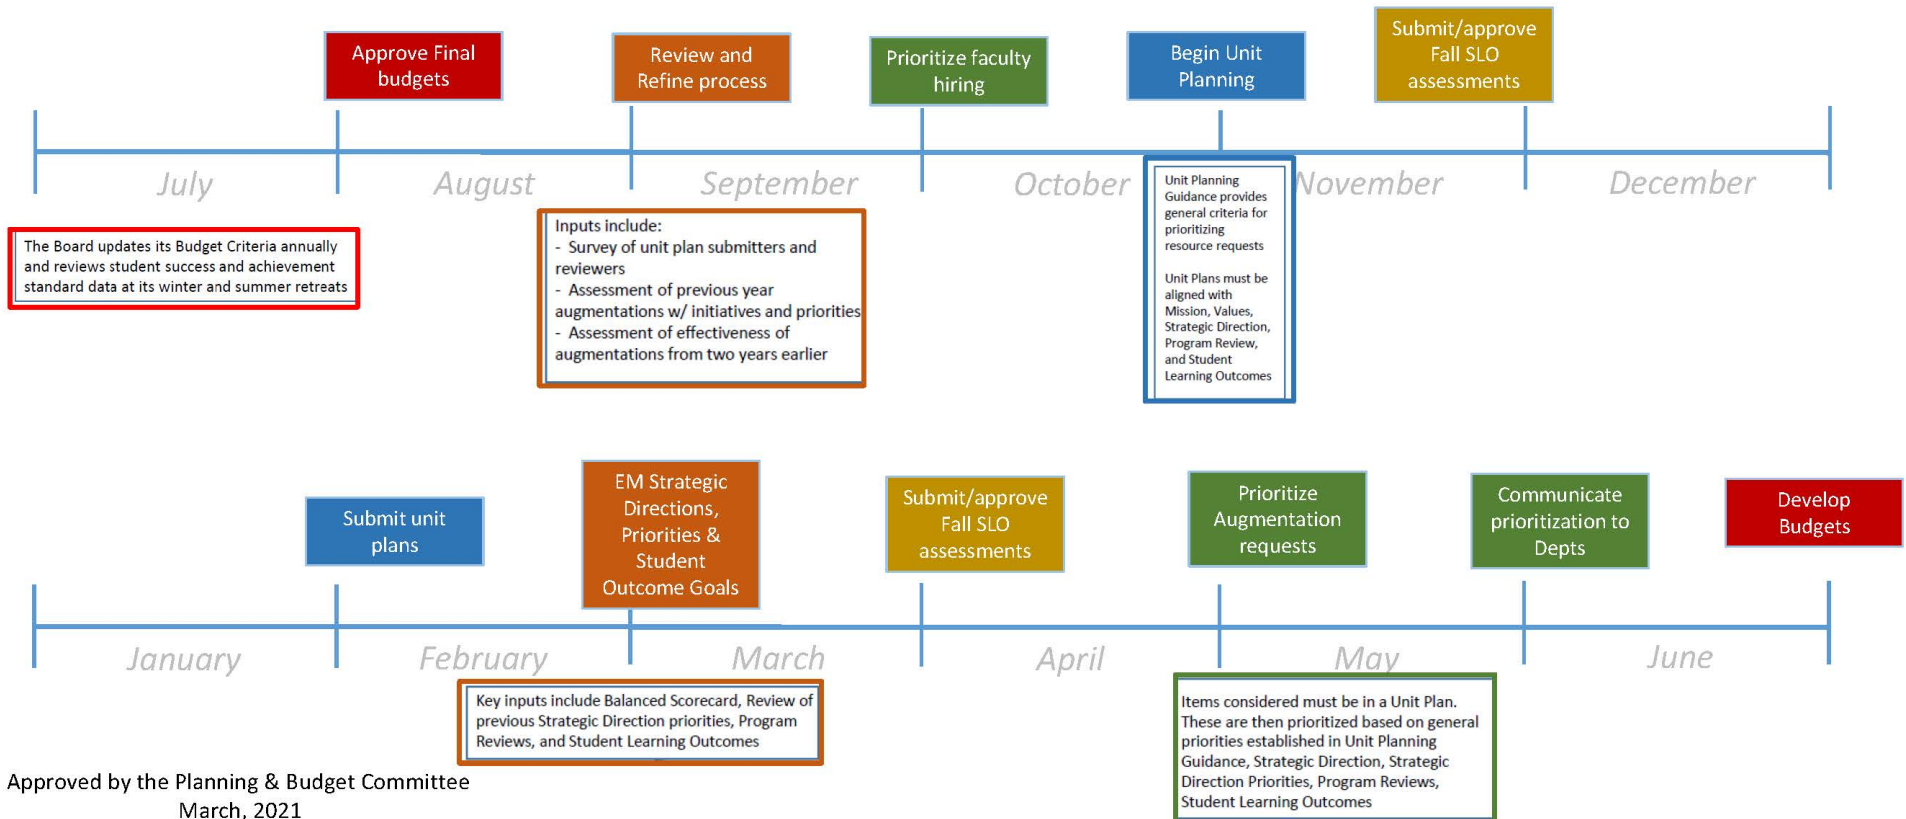 Approve Final
budgets
Review and
Refine process
Prioritize faculty
hiring
Begin Unit
Planning
Submit/approve
Fall SLO
assessments
July
August
September
October
November
December
The Board updates its Budget Criteria annually
and reviews student success and achievement
standard data at its winter and summer retreats
Inputs include:
- Survey of unit plan submitters and
reviewers
- Assessment of previous year
augmentations w/ initiatives and priorities
- Assessment of effectiveness of
augmentations from two years earlier
Unit Planning
Guidance provides
general criteria for
prioritizing
resource requests
Unit Plans must be
aligned with
Mission, Values,
Strategic Direction,
Program Review,
and Student
Learning Outcomes
Submit unit
plans
EM Strategic
Directions,
Priorities &
Student
Outcome Goals
Submit/approve
Fall SLO
assessments
Prioritize
Augmentation
requests
Communicate
prioritization to
Depts
Develop
Budgets
January
February
March
April
May
June
Key inputs include Balanced Scorecard, Review of
previous Strategic Direction priorities, Program
Reviews, and Student Learning Outcomes
Items considered must be in a Unit Plan.
These are then prioritized based on general
priorities established in Unit Planning
Guidance, Strategic Direction, Strategic
Direction Priorities, Program Reviews,
Student Learning Outcomes
Approved by the Planning & Budget Committee
March, 2021